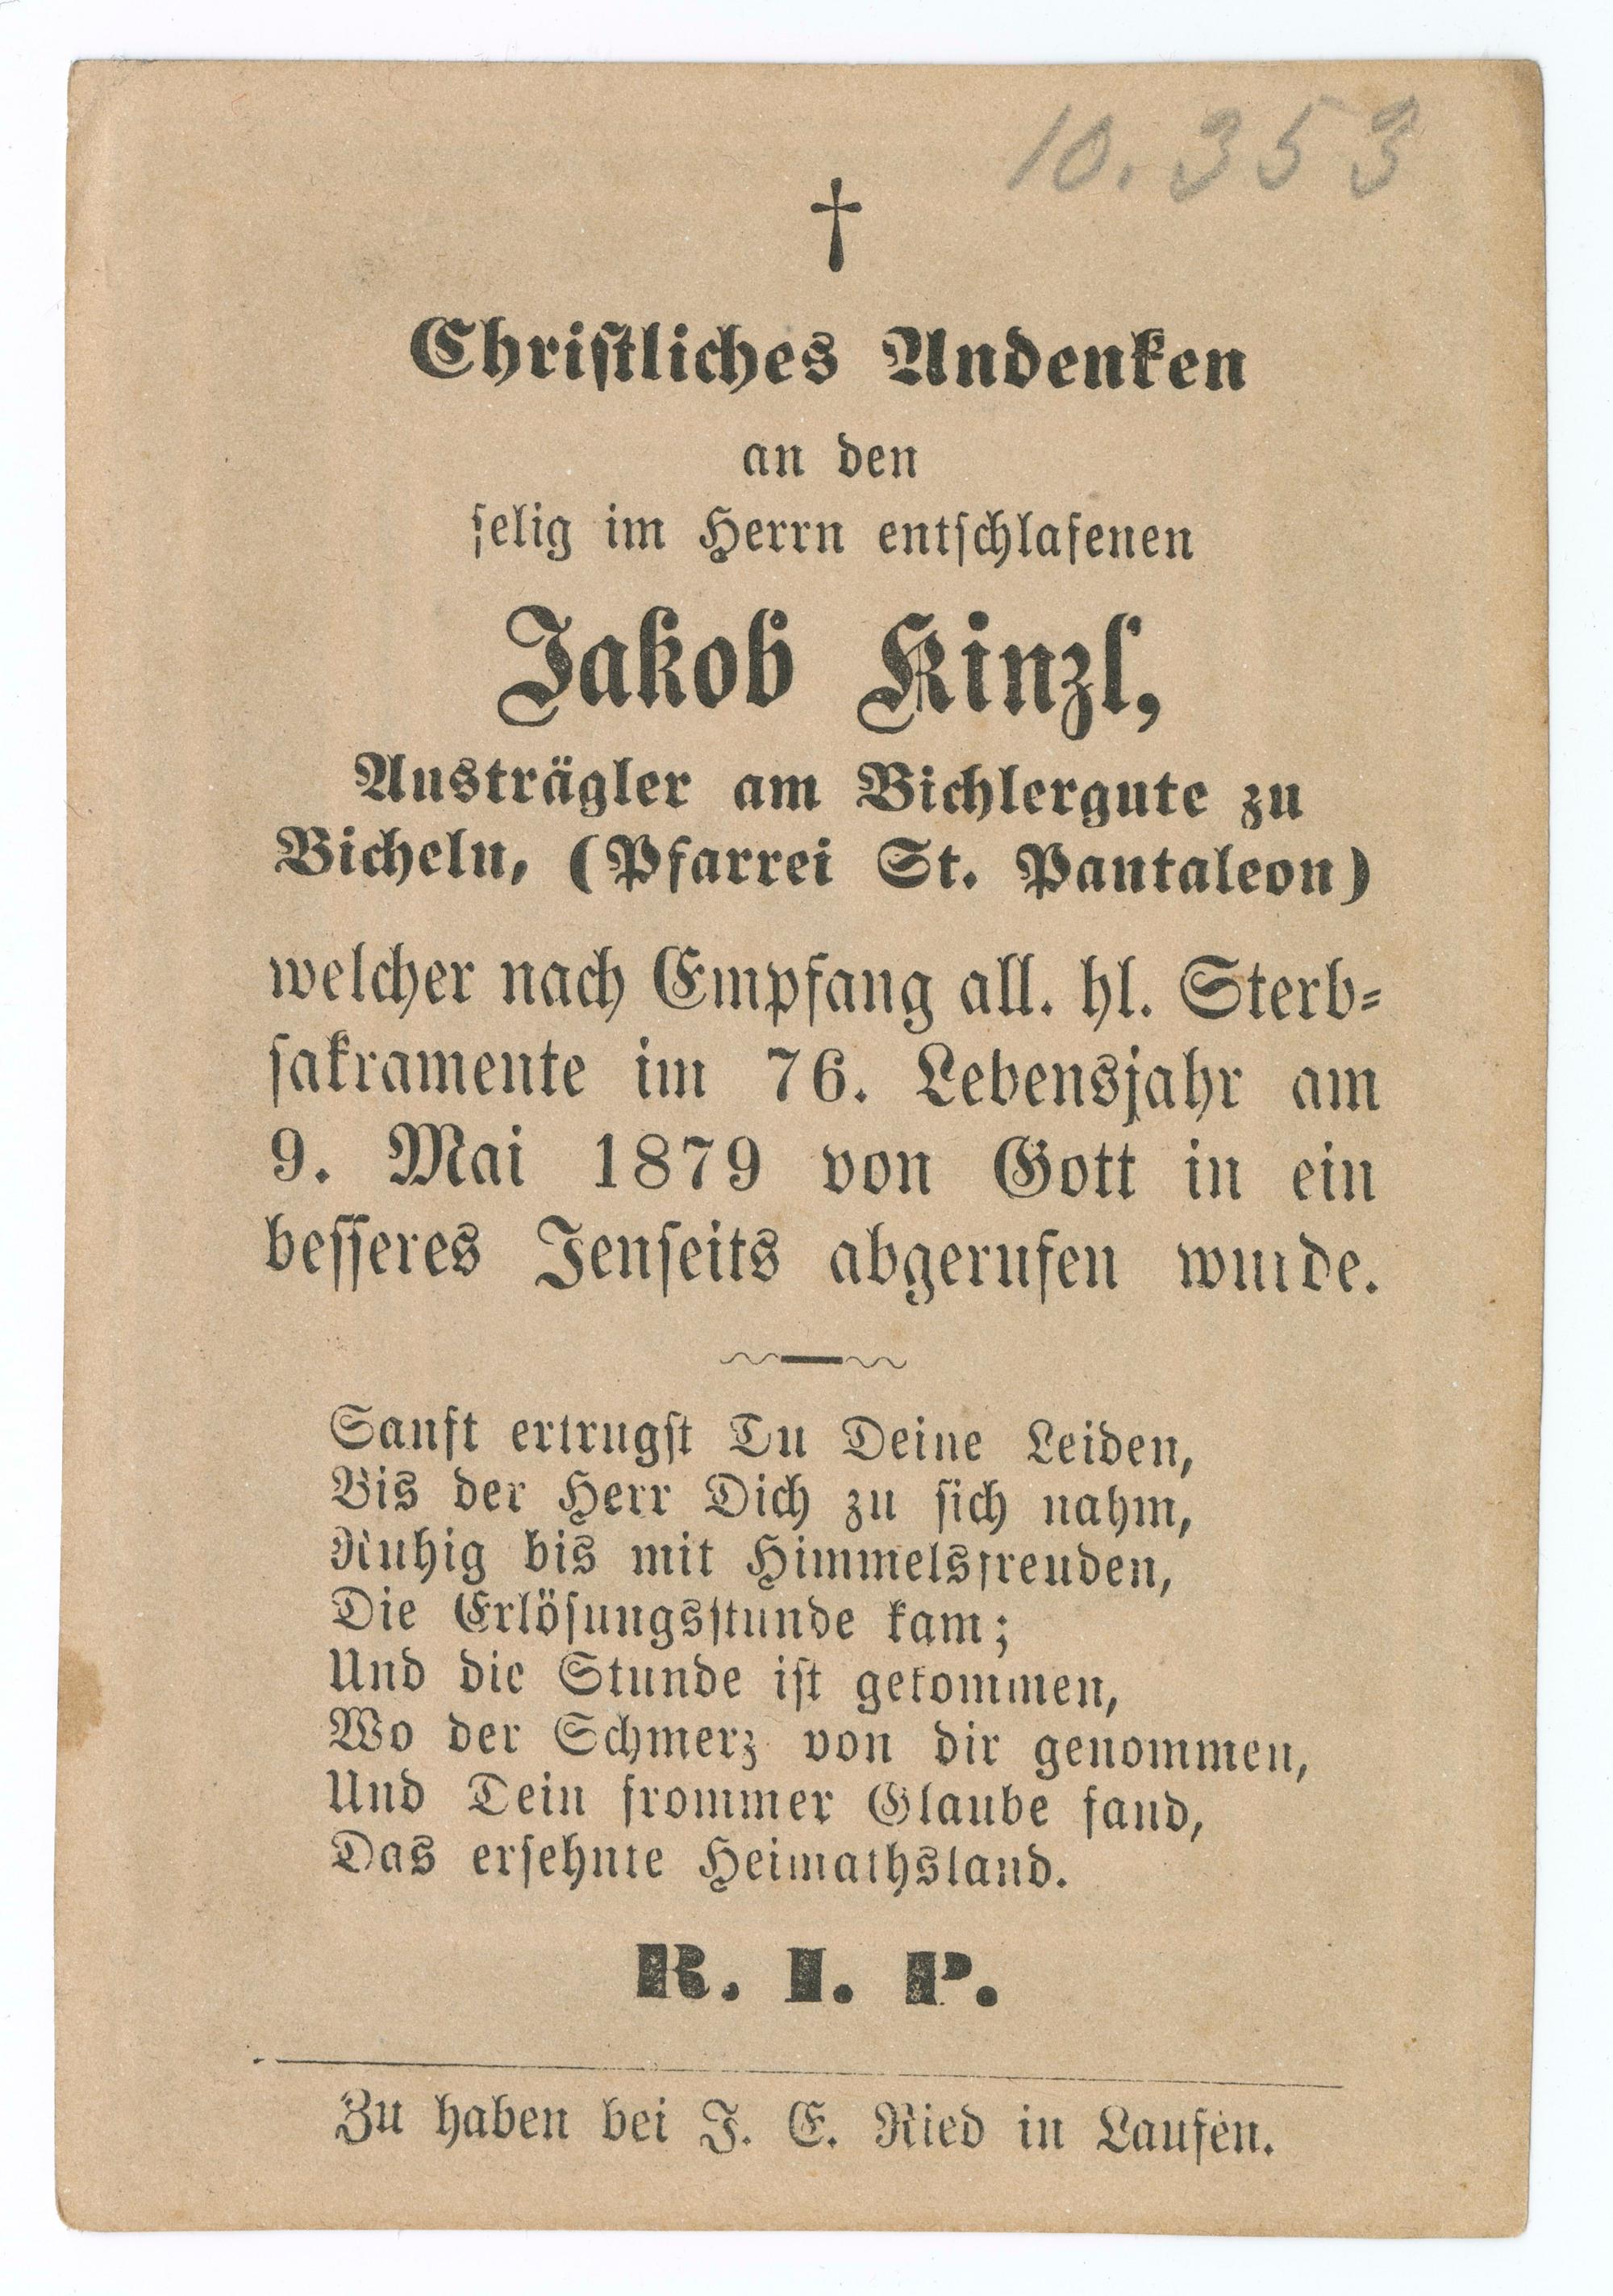 10.353
†
Christliches Andenken
an den
selig im Herrn entschlafenen
Jakob Kinzl,
Austrägler am Bichlergute zu
Bicheln, (Pfarrei St. Pantaleon)
welcher nach Empfang all. hl. Sterb-
sakramente im 76. Lebensjahr am
9. Mai 1879 von Gott in ein
besseres Jenseits abgerufen wurde.
Sanft ertrugst Du Deine Leiden,
Bis der Herr Dich zu sich nahm,
Ruhig bis mit Himmelsfreuden,
Die Erlösungsstunde kam;
Und die Stunde ist gekommen,
Wo der Schmerz von dir genommen,
Und Dein frommer Glaube fand,
Das ersehnte Heimathsland.
R. I. P.
Zu haben bei J. E. Ried in Laufen.